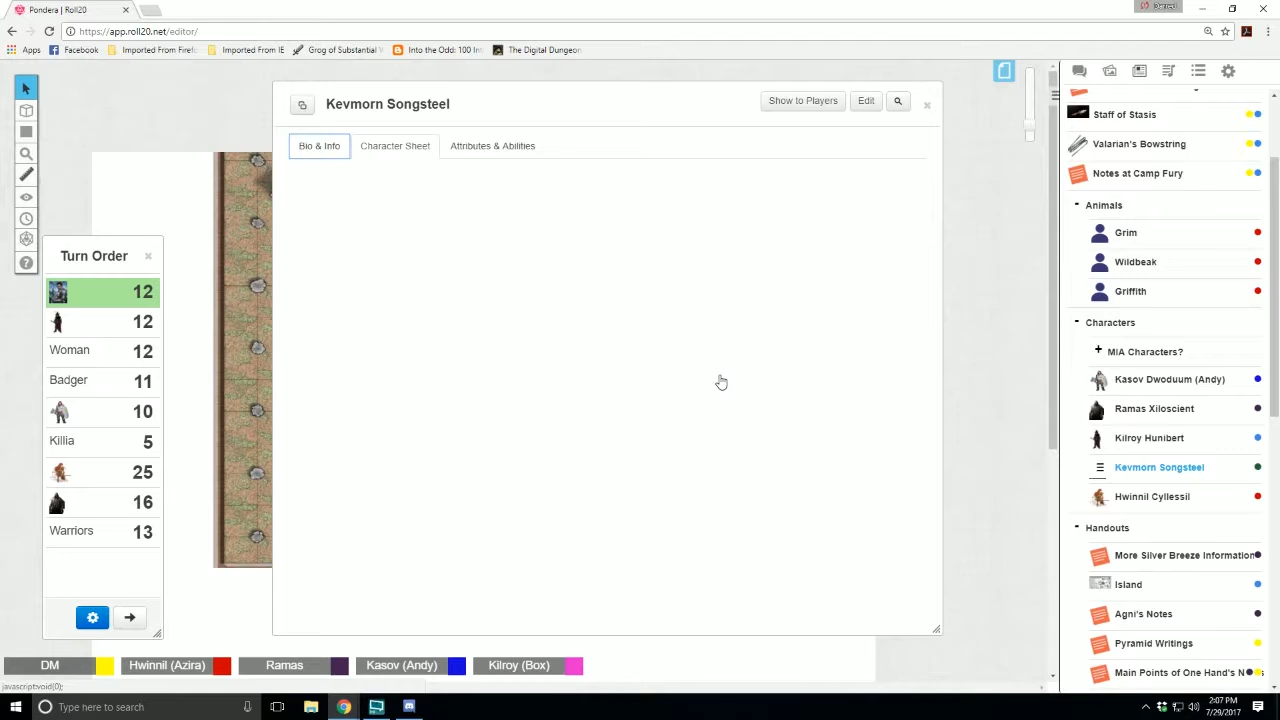 Pondera | Roll20
Darrell
https://app.roll20.net/editor/
Apps
Facebook
Imported From Firefo
Imported From IE
Grog of Substantial W
Into the Odd: 100 Int
The Digital Dungeon
Kevmorn Songsteel
Show to Players
Edit
Bio & Info
Character Sheet
Attributes & Abilities
Turn Order
12
12
Woman 12
Badger 11
10
Killia 5
25
16
Warriors 13
Staff of Stasis
Valarian's Bowstring
Notes at Camp Fury
Animals
Grim
Wildbeak
Griffith
Characters
MIA Characters?
Kasov Dwoduum (Andy)
Ramas Xiloscient
Kilroy Hunibert
Kevmorn Songsteel
Hwinnil Cyllessil
Handouts
More Silver Breeze Information
Island
Agni's Notes
Pyramid Writings
Main Points of One Hand's N
DM
Hwinnil (Azira)
Ramas
Kasov (Andy)
Kilroy (Box)
javascript:void(0);
Type here to search
2:07 PM
7/29/2017